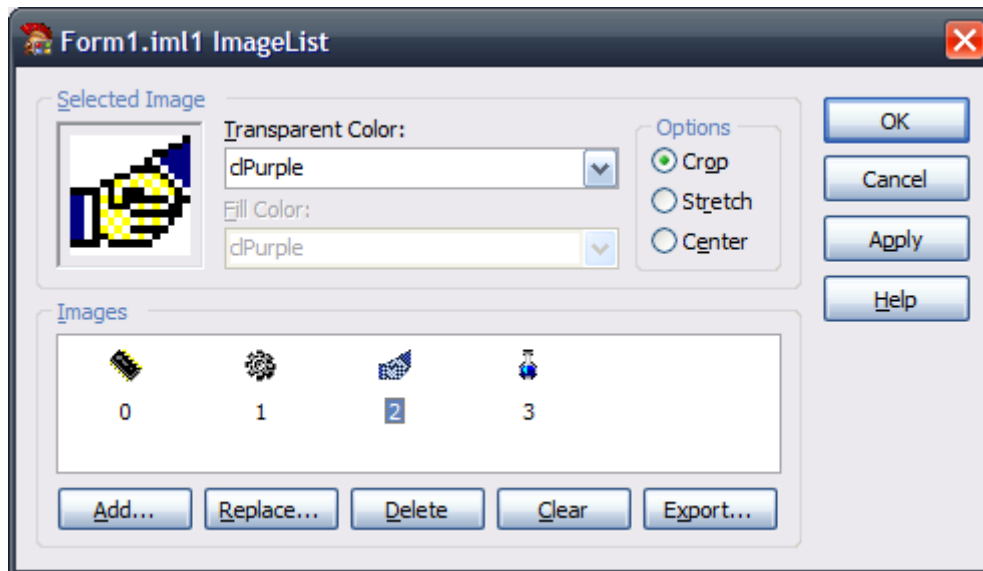 Form1.iml1 ImageList
Selected Image
Transparent Color:
clPurple
Fill Color:
clPurple
Options
Crop
Stretch
Center
OK
Cancel
Apply
Help
Images
0 1 2 3
Add... Replace... Delete Clear Export...